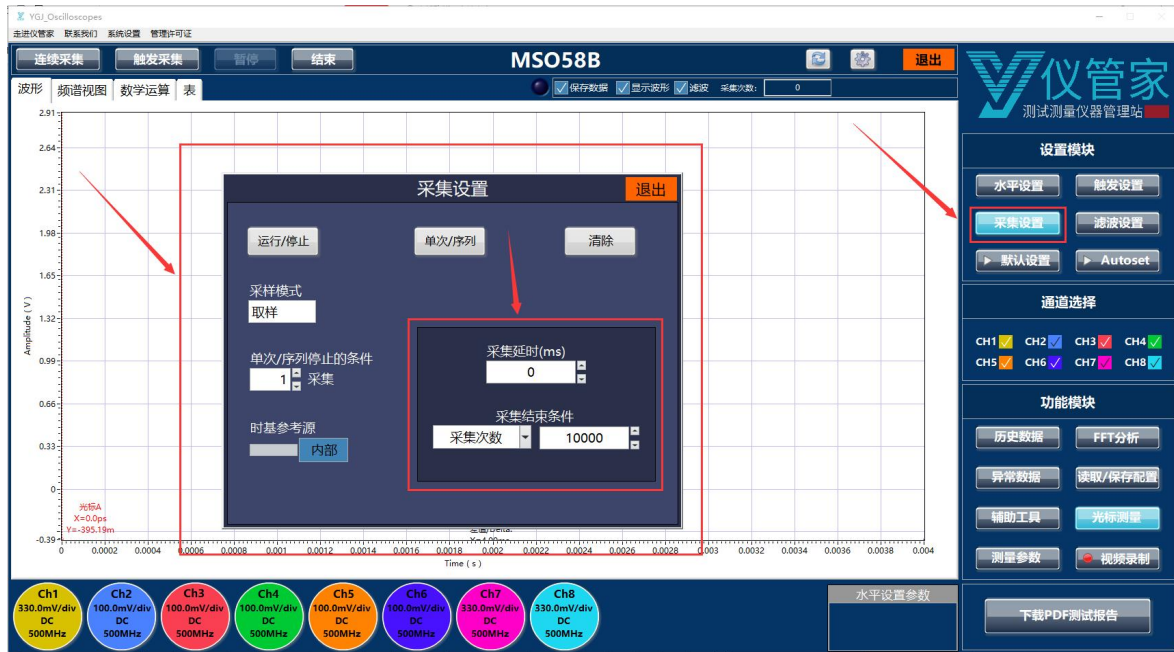 YGJ_Oscilloscopes
走进仪管家 联系我们 系统设置 管理许可证
连续采集 触发采集 暂停 结束 MSO58B 退出
波形 频谱视图 数学运算 表 保存数据 显示波形 滤波 采集次数: 0
仪管家
测试测量仪器管理站
设置模块
水平设置 触发设置
采集设置 滤波设置
默认设置 Autoset
通道选择
CH1 CH2 CH3 CH4
CH5 CH6 CH7 CH8
功能模块
历史数据 FFT分析
异常数据 读取/保存配置
辅助工具 光标测量
测量参数 视频录制
下载PDF测试报告
采集设置 退出
运行/停止 单次/序列 清除
采样模式
取样
单次/序列停止的条件
1 采集
时基参考源
内部
采集延时(ms)
0
采集结束条件
采集次数 10000
Amplitude (V)
2.91
2.64
2.31
1.98
1.65
1.32
0.99
0.66
0.33
0
-0.39
光标A
X=0.0ps
Y=-395.19m
0 0.0002 0.0004 0.0006 0.0008 0.001 0.0012 0.0014 0.0016 0.0018 0.002 0.0022 0.0024 0.0026 0.0028 0.003 0.0032 0.0034 0.0036 0.0038 0.004
Time (s)
Ch1
330.0mV/div
DC
500MHz
Ch2
100.0mV/div
DC
500MHz
Ch3
100.0mV/div
DC
500MHz
Ch4
100.0mV/div
DC
500MHz
Ch5
100.0mV/div
DC
500MHz
Ch6
100.0mV/div
DC
500MHz
Ch7
330.0mV/div
DC
500MHz
Ch8
330.0mV/div
DC
500MHz
水平设置参数